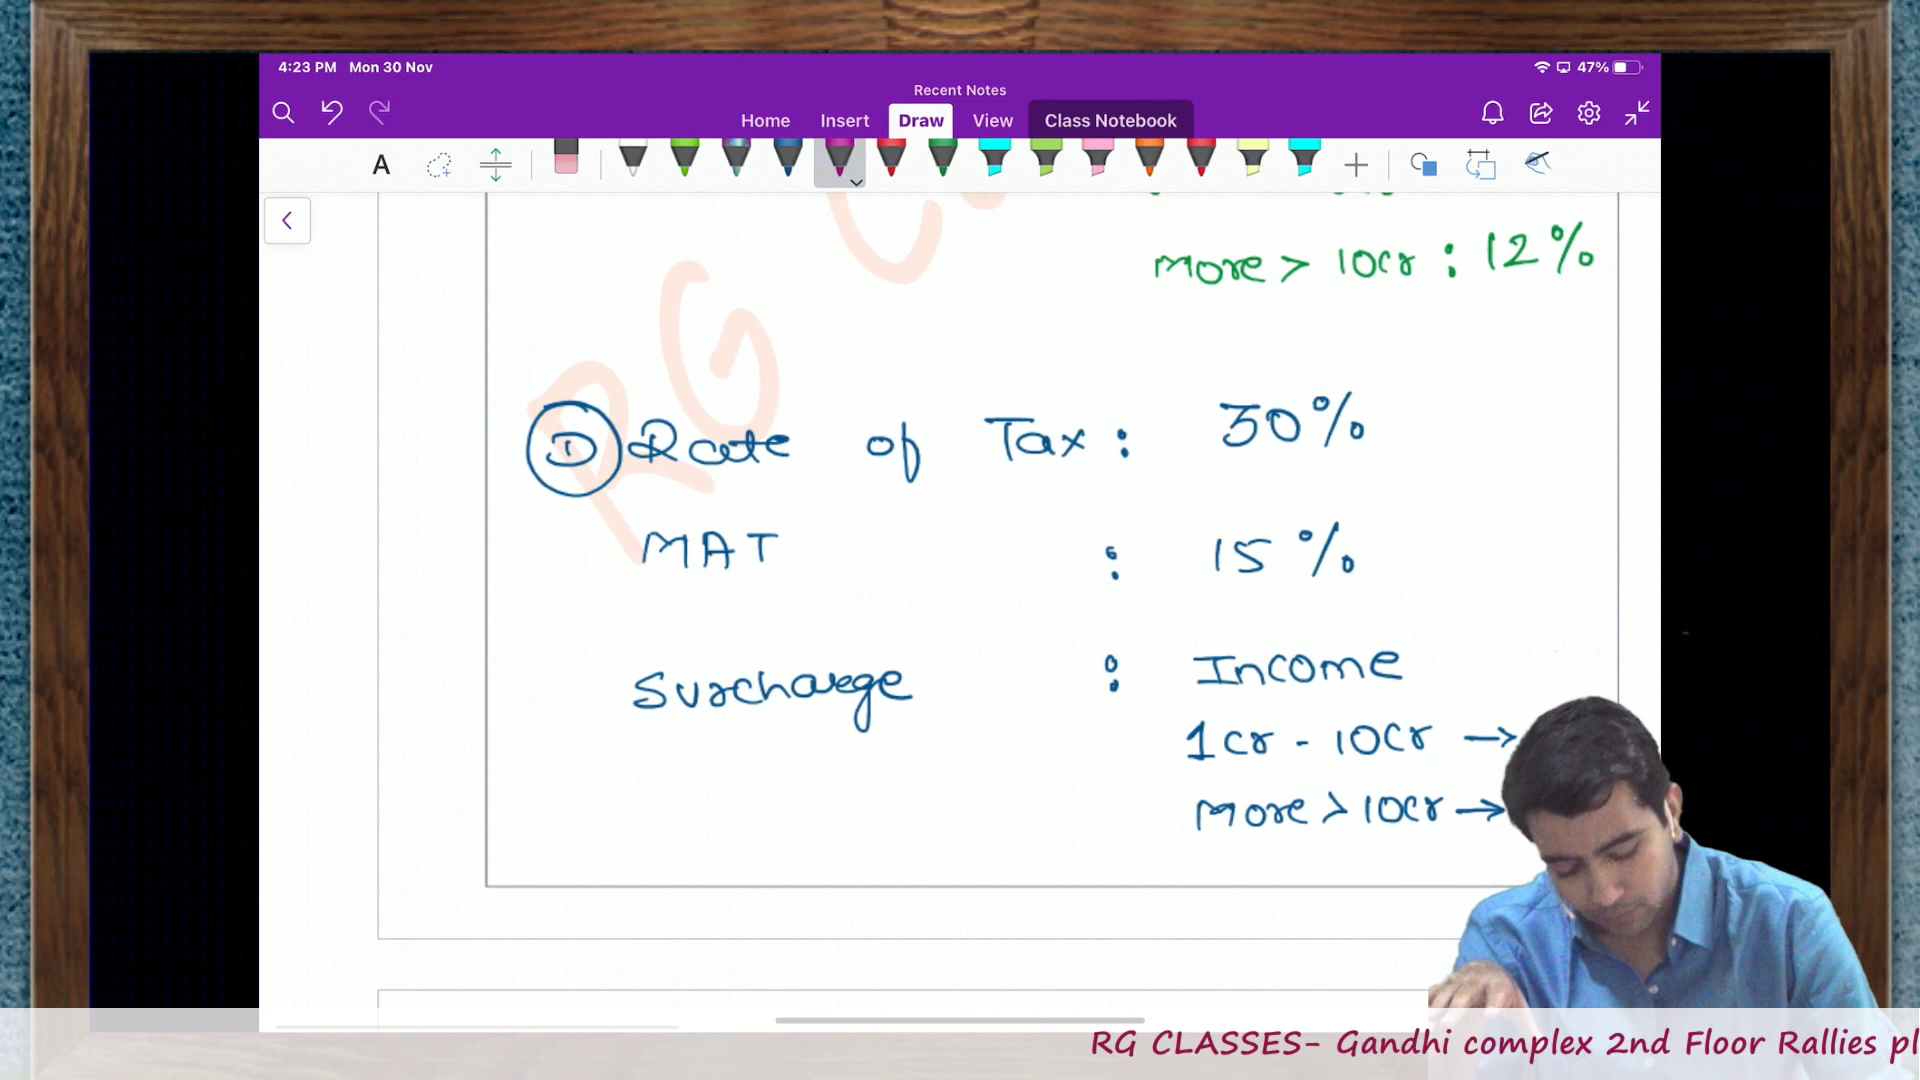 4:23 PM Mon 30 Nov
47%
Recent Notes
Home Insert Draw View Class Notebook
A
RG
more > 10cr : 12%
D Rate of Tax : 30%
MAT : 15%
Surcharge : Income
1cr - 10cr →
more > 10cr →
RG CLASSES- Gandhi complex 2nd Floor Rallies pl